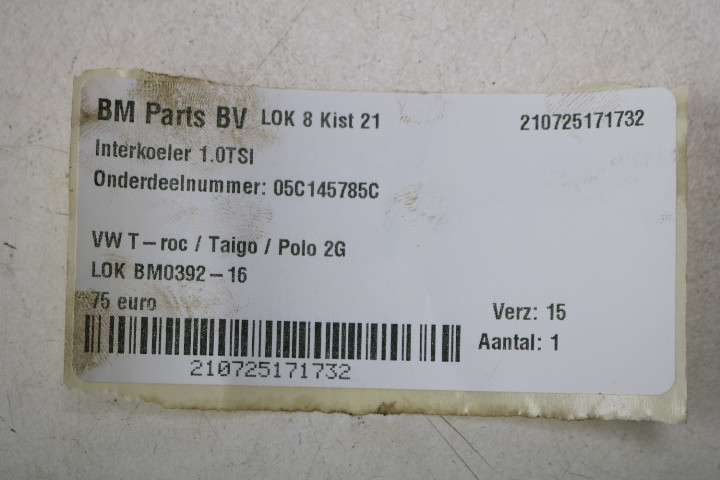 BM Parts BV LOK 8 Kist 21 210725171732
Interkoeler 1.0TSI
Onderdeelnummer: 05C145785C
VW T-roc / Taigo / Polo 2G
LOK BM0392-16
75 euro
Verz: 15
Aantal: 1
210725171732